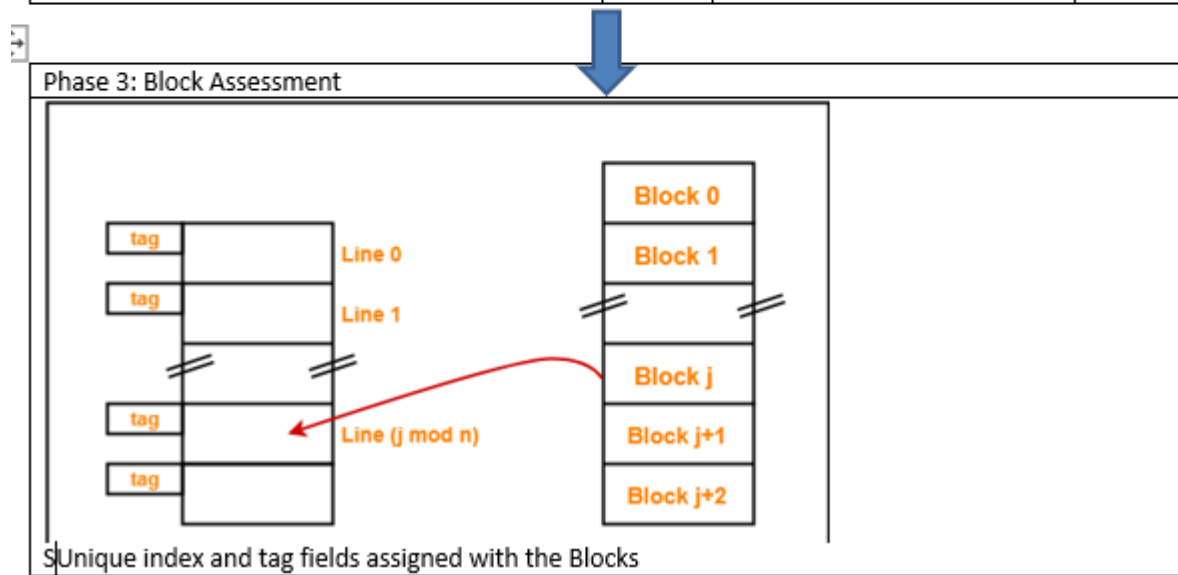 Phase 3: Block Assessment
Block 0
tag
Line 0
Block 1
tag
Line 1
Block j
tag
Line (j mod n)
Block j+1
tag
Block j+2
SUnique index and tag fields assigned with the Blocks